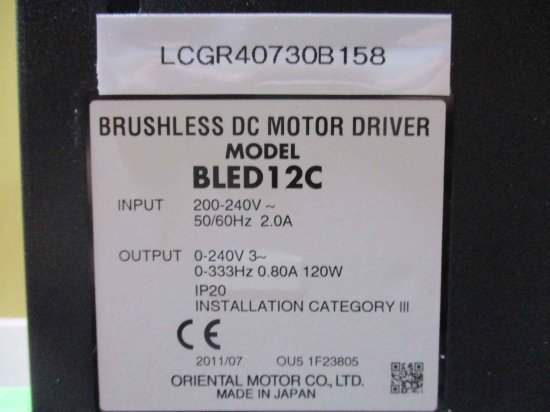 LCGR40730B158
BRUSHLESS DC MOTOR DRIVER
MODEL
BLED12C
INPUT 200-240V ~
50/60Hz 2.0A
OUTPUT 0-240V 3~
0-333Hz 0.80A 120W
IP20
INSTALLATION CATEGORY III
CE
2011/07 OU5 1F23805
ORIENTAL MOTOR CO., LTD.
MADE IN JAPAN